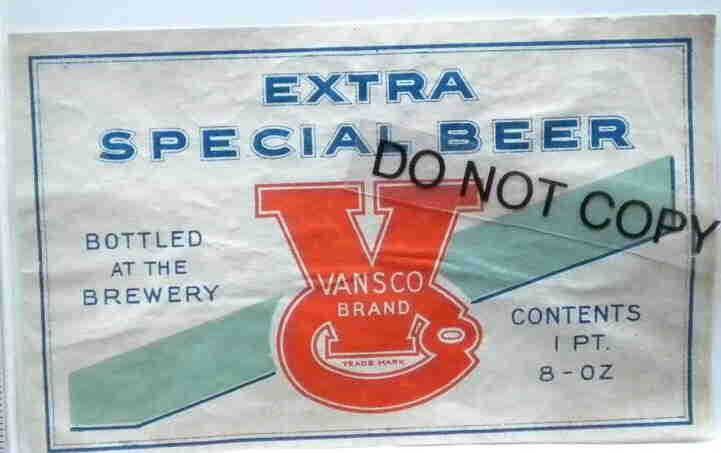 EXTRA
SPECIAL BEER
DO NOT COPY
BOTTLED
AT THE
BREWERY
VANSCO
BRAND
TRADE MARK
CONTENTS
1 PT.
8-OZ